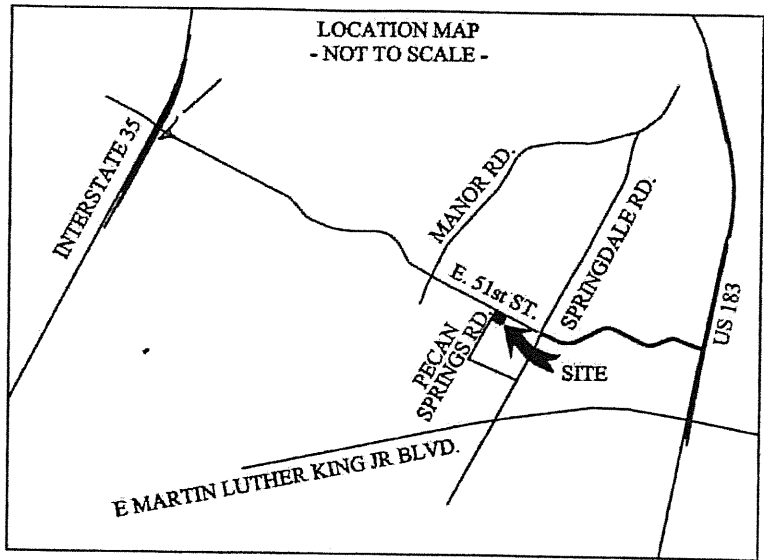 LOCATION MAP
- NOT TO SCALE -
INTERSTATE 35
MANOR RD.
SPRINGDALE RD.
E. 51st ST.
US 183
PECAN
SPRINGS RD.
SITE
E MARTIN LUTHER KING JR BLVD.